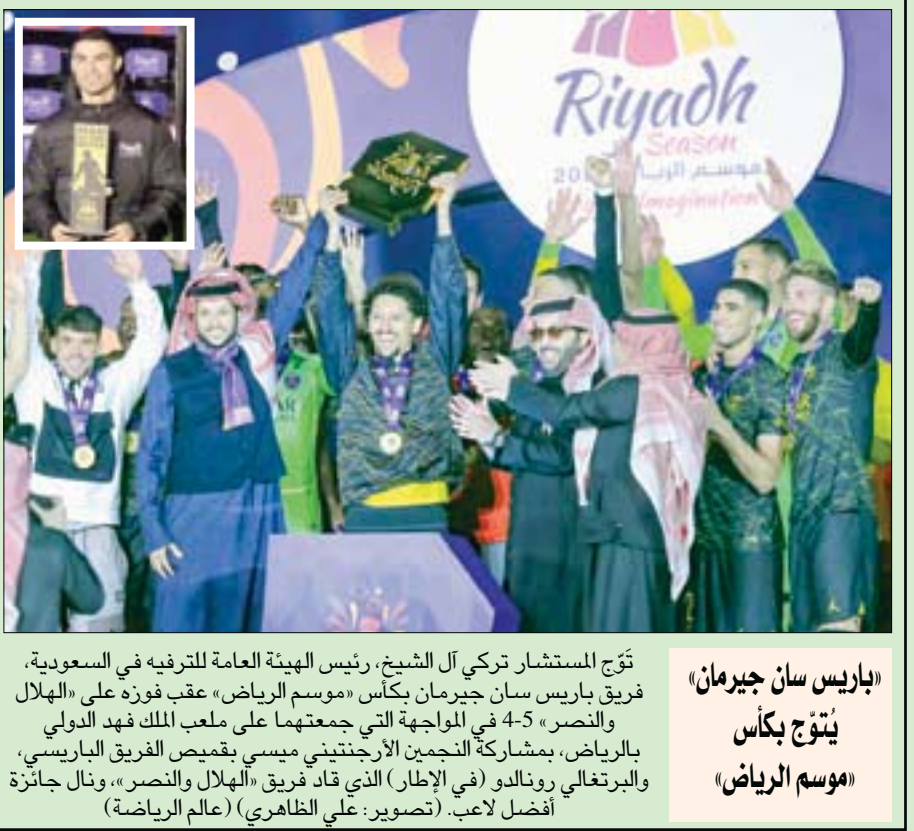 Riyadh
Season
موسم الريا
Imagination
«باريس سان جيرمان»
يُتوّج بكأس
«موسم الرياض»
تَوّج المستشار تركي آل الشيخ، رئيس الهيئة العامة للترفيه في السعودية،
فريق باريس سان جيرمان بكأس «موسم الرياض» عقب فوزه على «الهلال
والنصر» 5-4 في المواجهة التي جمعتهما على ملعب الملك فهد الدولي
بالرياض، بمشاركة النجمين الأرجنتيني ميسي بقميص الفريق الباريسي،
والبرتغالي رونالدو (في الإطار) الذي قاد فريق «الهلال والنصر»، ونال جائزة
أفضل لاعب. (تصوير: علي الظاهري) (عالم الرياضة)